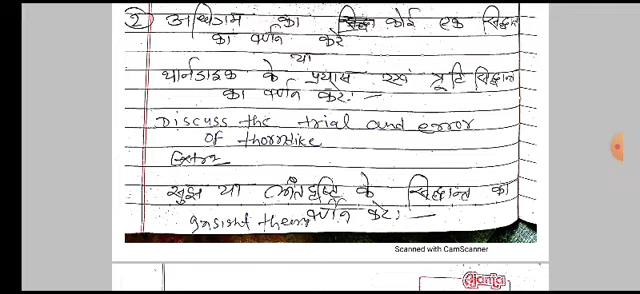 ② अधिगम का कोई एक सिद्धान्त
का वर्णन करे
या
थार्नडाइक के प्रयास एवं त्रुटि सिद्धान्त
का वर्णन करे: —
Discuss the trial and error
of thorndike
सुझ या अंतदृष्टि के सिद्धान्त का
वर्णन करे: —
insight theory
Scanned with CamScanner